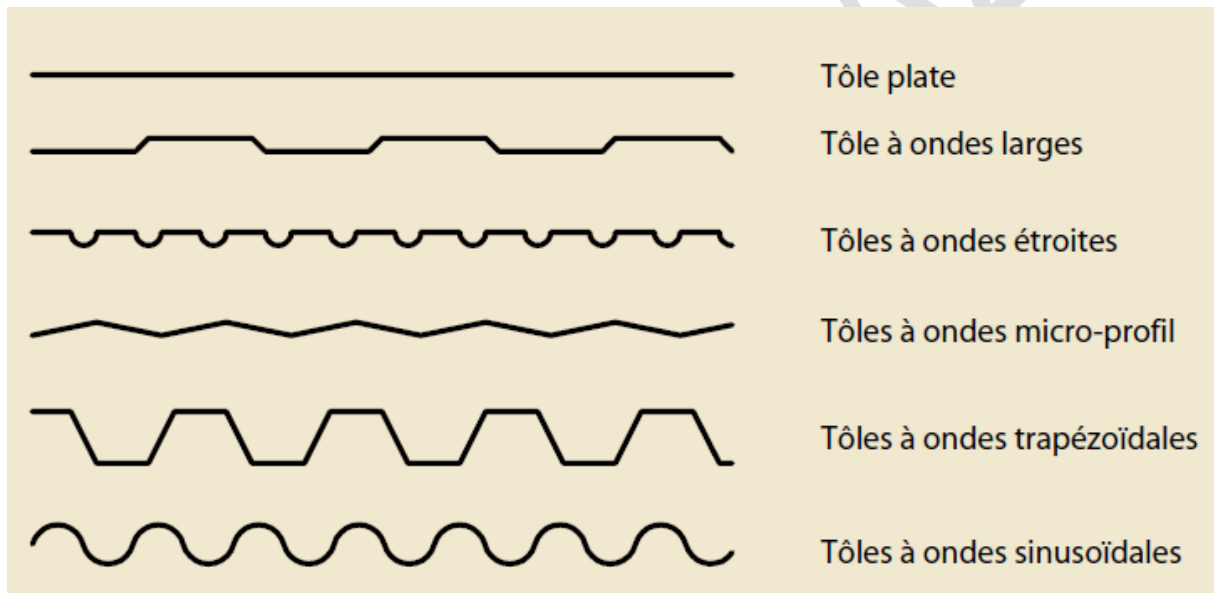 Tôle plate
Tôle à ondes larges
Tôles à ondes étroites
Tôles à ondes micro-profil
Tôles à ondes trapézoïdales
Tôles à ondes sinusoïdales